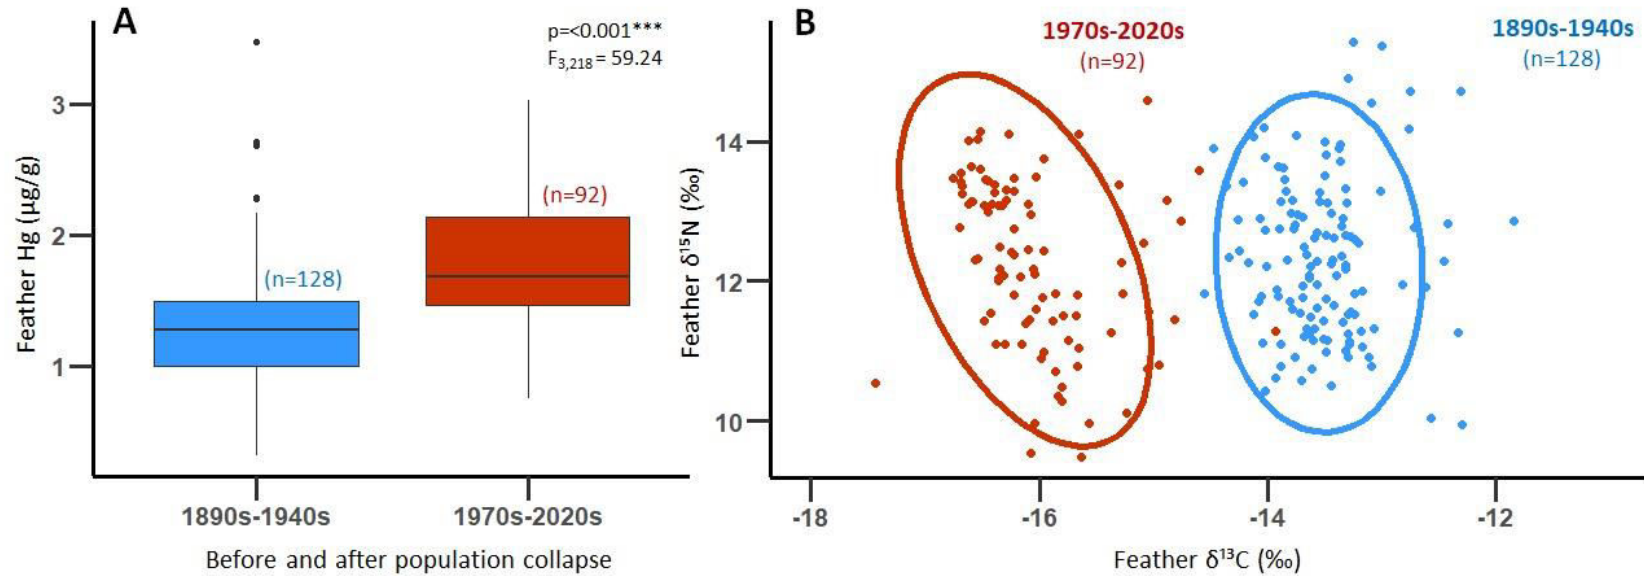 A
p=<0.001***
F3,218 = 59.24
Feather Hg (µg/g)
3
2
1
(n=128)
(n=92)
1890s-1940s
1970s-2020s
Before and after population collapse
B
1970s-2020s
(n=92)
1890s-1940s
(n=128)
Feather δ¹⁵N (‰)
14
12
10
-18
-16
-14
-12
Feather δ¹³C (‰)